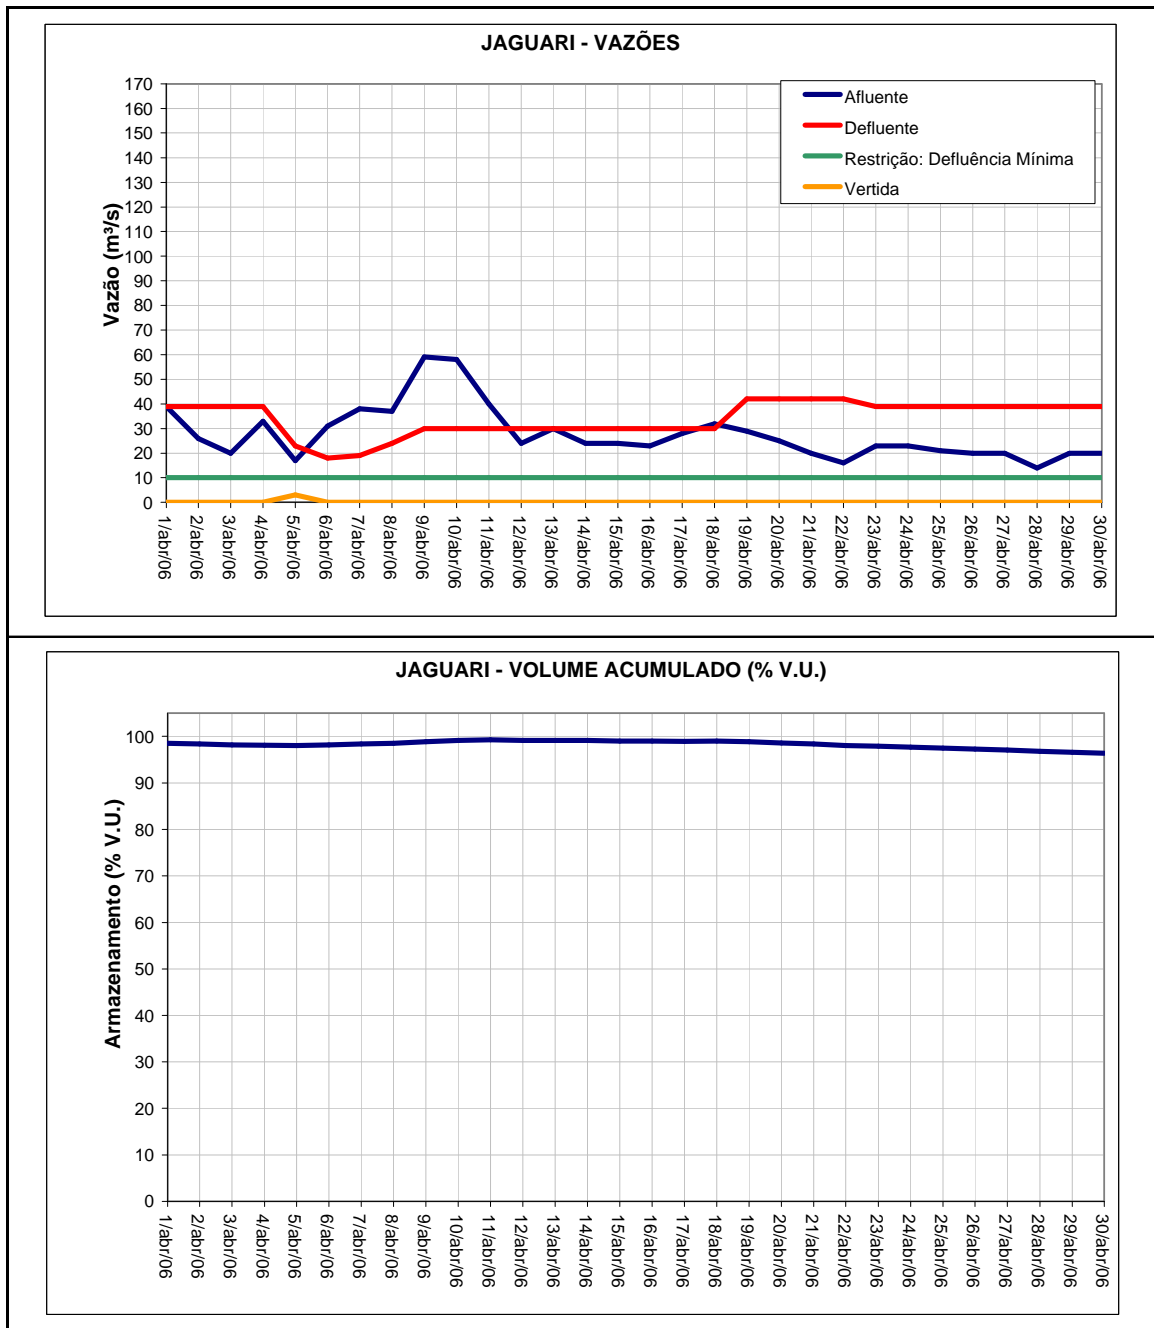 JAGUARI - VAZÕES
Vazão (m³/s)
170
160
150
140
130
120
110
100
90
80
70
60
50
40
30
20
10
0
Afluente
Defluente
Restrição: Defluência Mínima
Vertida
1/abr/06
2/abr/06
3/abr/06
4/abr/06
5/abr/06
6/abr/06
7/abr/06
8/abr/06
9/abr/06
10/abr/06
11/abr/06
12/abr/06
13/abr/06
14/abr/06
15/abr/06
16/abr/06
17/abr/06
18/abr/06
19/abr/06
20/abr/06
21/abr/06
22/abr/06
23/abr/06
24/abr/06
25/abr/06
26/abr/06
27/abr/06
28/abr/06
29/abr/06
30/abr/06
JAGUARI - VOLUME ACUMULADO (% V.U.)
Armazenamento (% V.U.)
100
90
80
70
60
50
40
30
20
10
0
1/abr/06
2/abr/06
3/abr/06
4/abr/06
5/abr/06
6/abr/06
7/abr/06
8/abr/06
9/abr/06
10/abr/06
11/abr/06
12/abr/06
13/abr/06
14/abr/06
15/abr/06
16/abr/06
17/abr/06
18/abr/06
19/abr/06
20/abr/06
21/abr/06
22/abr/06
23/abr/06
24/abr/06
25/abr/06
26/abr/06
27/abr/06
28/abr/06
29/abr/06
30/abr/06